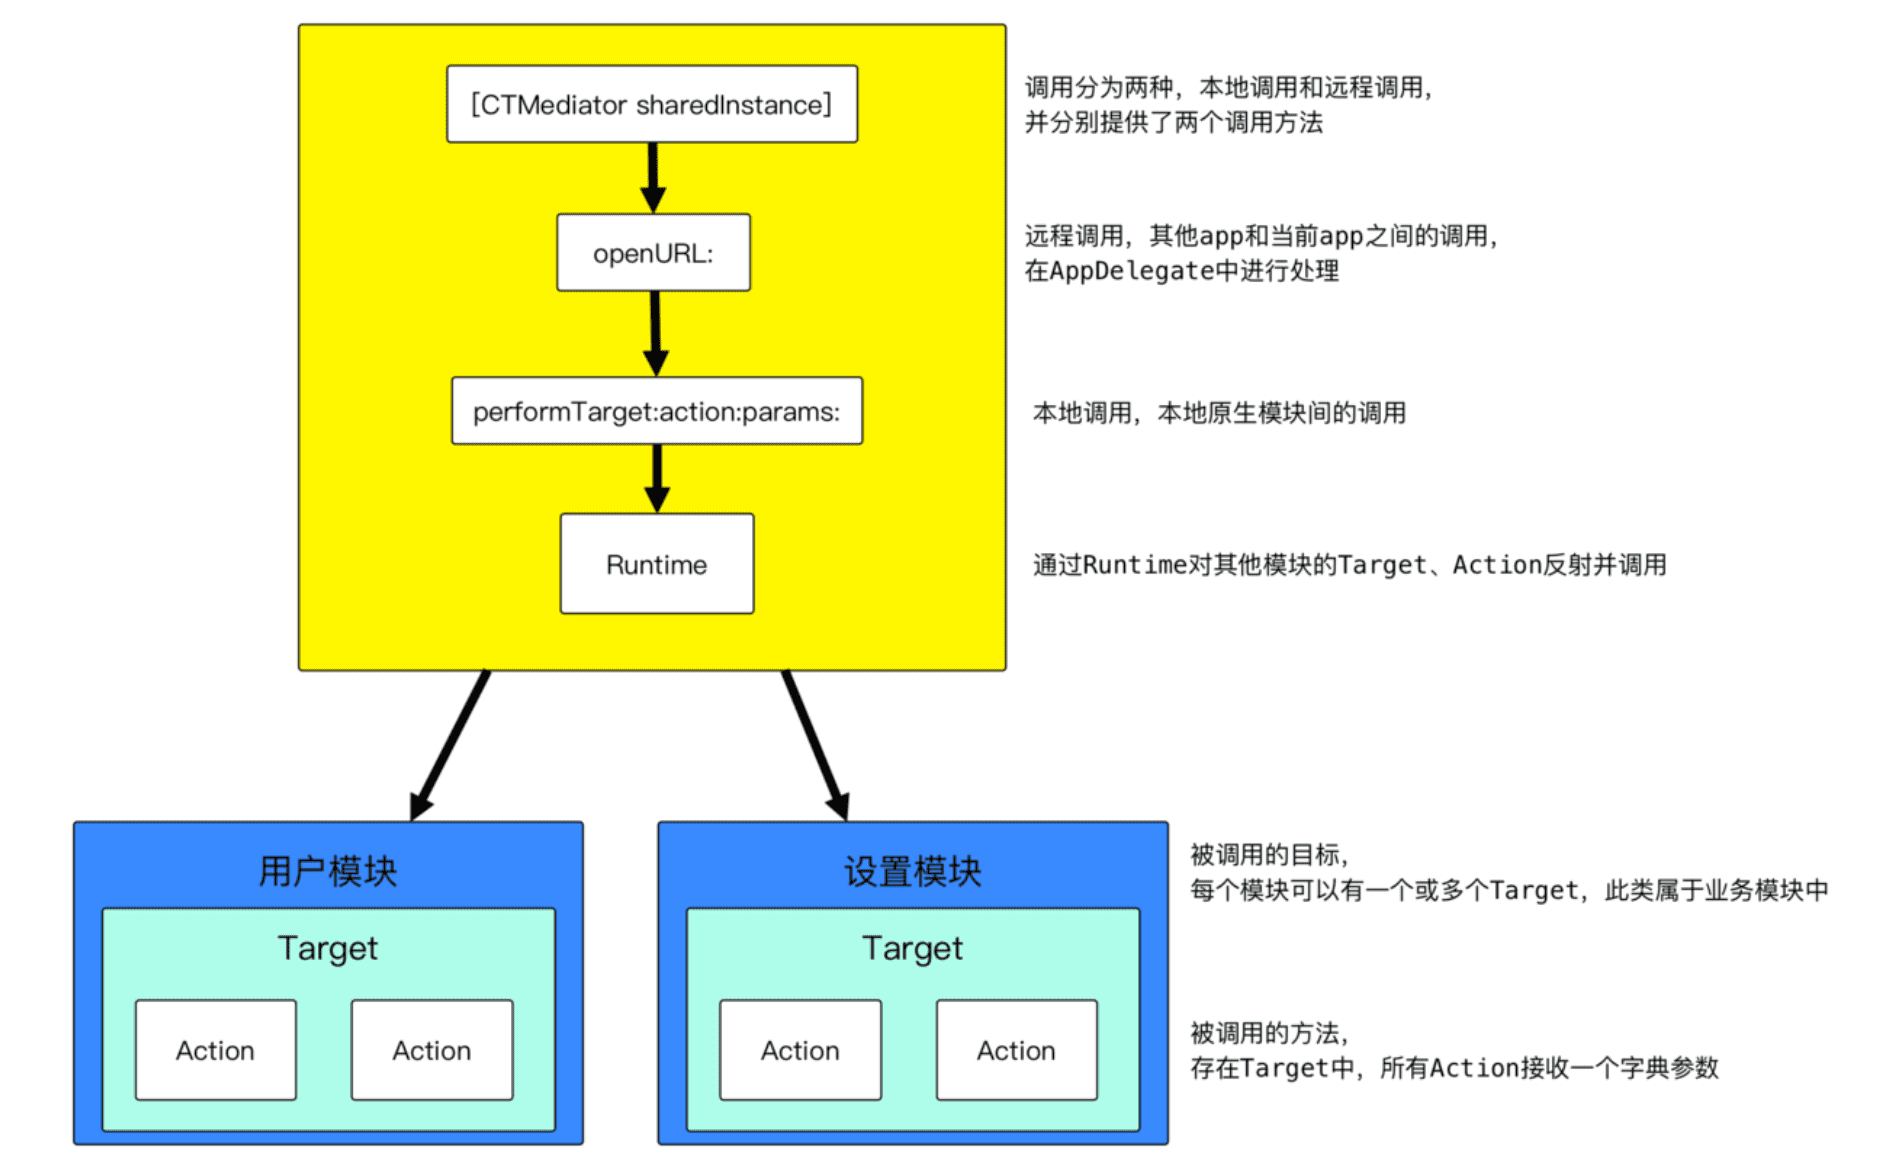 [CTMediator sharedInstance]
调用分为两种，本地调用和远程调用，
并分别提供了两个调用方法
openURL:
远程调用，其他app和当前app之间的调用，
在AppDelegate中进行处理
performTarget:action:params:
本地调用，本地原生模块间的调用
Runtime
通过Runtime对其他模块的Target、Action反射并调用
用户模块
Target
Action
Action
设置模块
Target
Action
Action
被调用的目标，
每个模块可以有一个或多个Target，此类属于业务模块中
被调用的方法，
存在Target中，所有Action接收一个字典参数